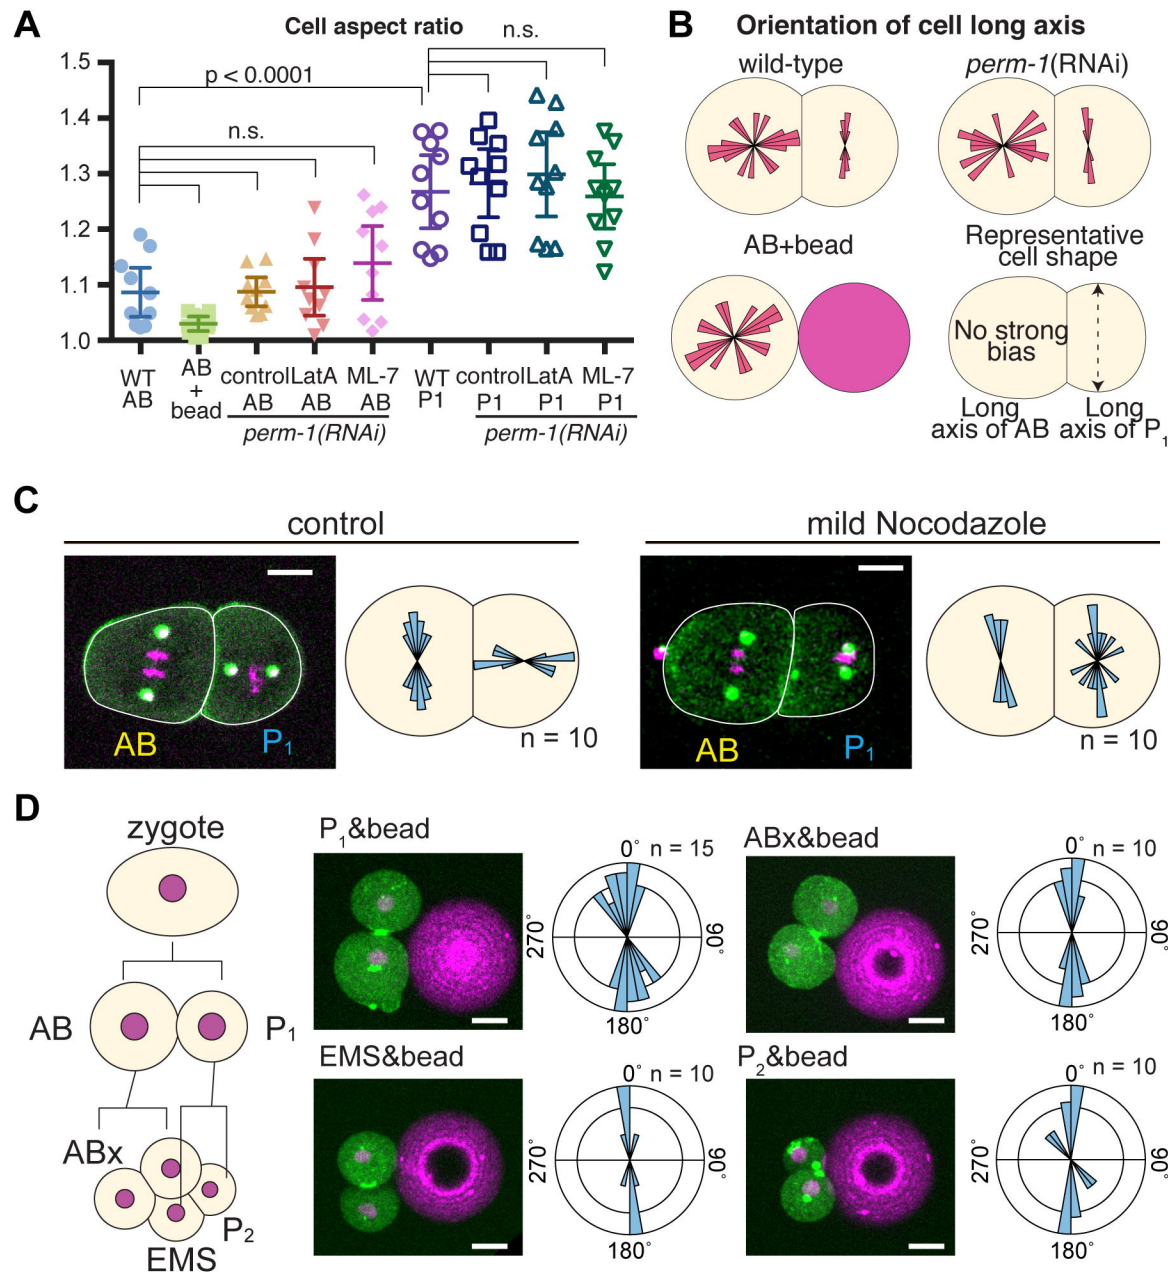 A
Cell aspect ratio
n.s.
p < 0.0001
n.s.
1.5
1.4
1.3
1.2
1.1
1.0
WT AB
AB + bead
control AB
LatA AB
ML-7 AB
perm-1(RNAi)
WT P1
control P1
LatA P1
ML-7 P1
perm-1(RNAi)
B
Orientation of cell long axis
wild-type
perm-1(RNAi)
AB+bead
Representative
cell shape
No strong
bias
Long
axis of AB
Long
axis of P1
C
control
AB
P1
n = 10
mild Nocodazole
AB
P1
n = 10
D
zygote
AB
P1
ABx
P2
EMS
P1&bead
0° n = 15
270°
90°
180°
ABx&bead
0° n = 10
270°
90°
180°
EMS&bead
0° n = 10
270°
90°
180°
P2&bead
0° n = 10
270°
90°
180°